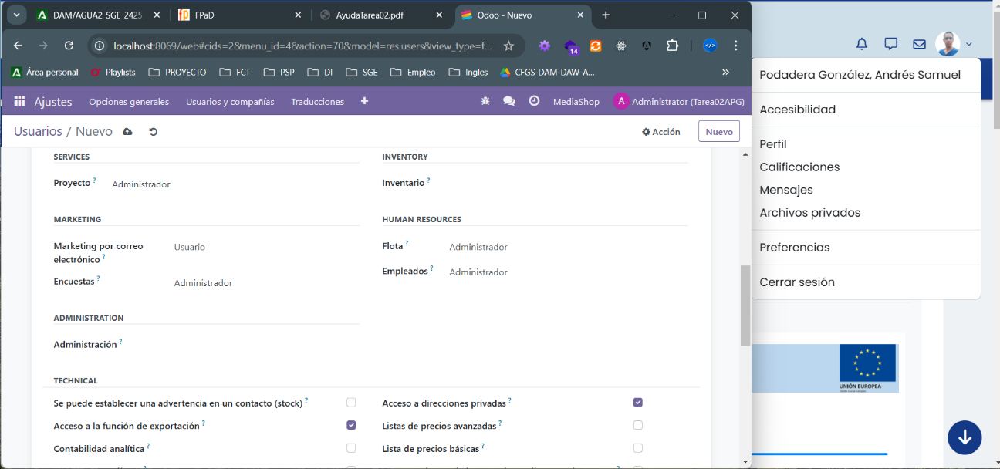 DAM/AGUA2_SGE_2425
FPaD
AyudaTarea02.pdf
Odoo - Nuevo
localhost:8069/web#cids=2&menu_id=4&action=70&model=res.users&view_type=f...
14
Área personal
Playlists
PROYECTO
FCT
PSP
DI
SGE
Empleo
Ingles
CFGS-DAM-DAW-A...
Ajustes
Opciones generales
Usuarios y compañías
Traducciones
MediaShop
A
Administrator (Tarea02APG)
Usuarios / Nuevo
Acción
Nuevo
SERVICES
Proyecto ?
Administrador
INVENTORY
Inventario ?
MARKETING
Marketing por correo
electrónico ?
Usuario
Encuestas ?
Administrador
HUMAN RESOURCES
Flota ?
Administrador
Empleados ?
Administrador
ADMINISTRATION
Administración ?
TECHNICAL
Se puede establecer una advertencia en un contacto (stock) ?
Acceso a direcciones privadas ?
Acceso a la función de exportación ?
Listas de precios avanzadas ?
Contabilidad analítica ?
Lista de precios básicas ?
Podadera González, Andrés Samuel
Accesibilidad
Perfil
Calificaciones
Mensajes
Archivos privados
Preferencias
Cerrar sesión
UNIÓN EUROPEA